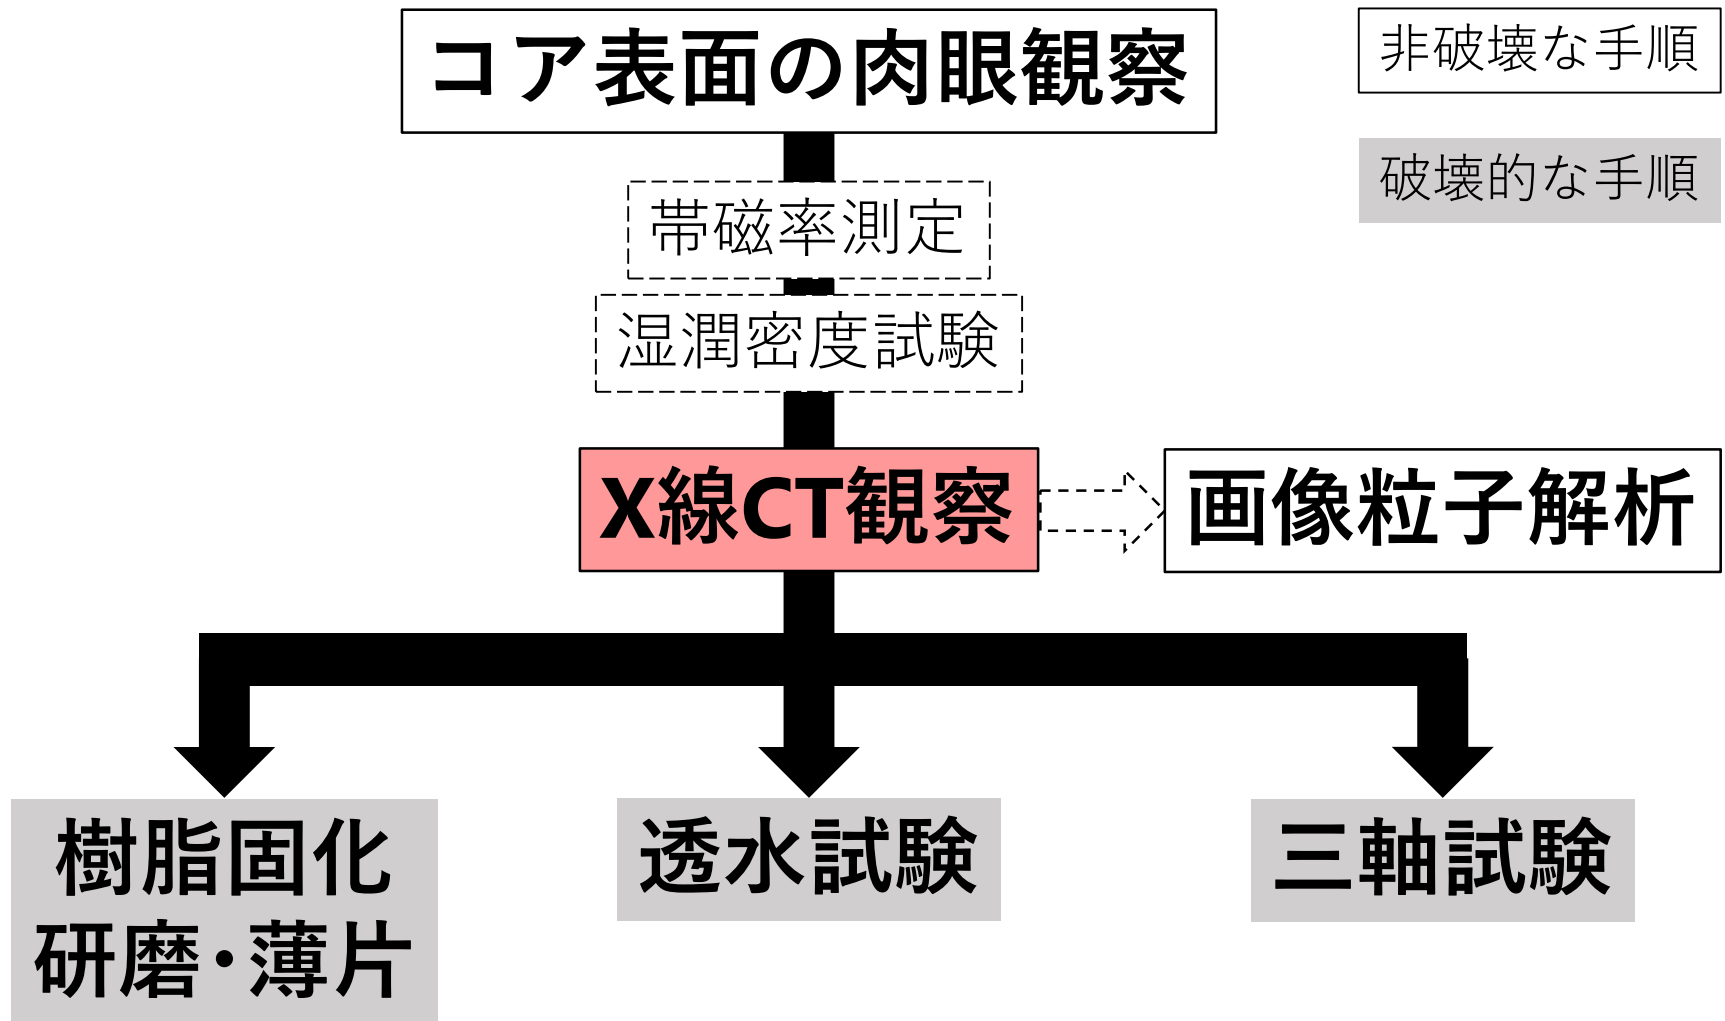 コア表面の肉眼観察
非破壊な手順
破壊的な手順
帯磁率測定
湿潤密度試験
X線CT観察
画像粒子解析
樹脂固化
研磨・薄片
透水試験
三軸試験